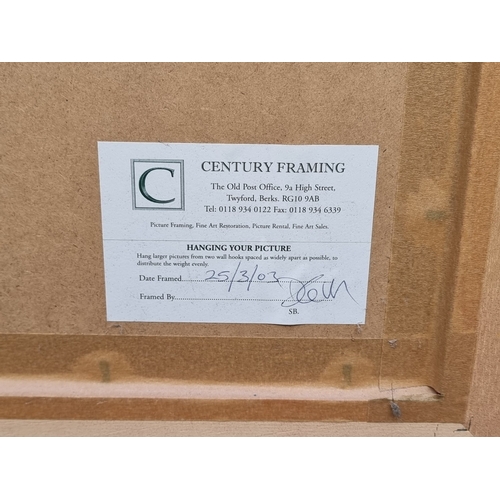 C
CENTURY FRAMING
The Old Post Office, 9a High Street,
Twyford, Berks. RG10 9AB
Tel: 0118 934 0122 Fax: 0118 934 6339
Picture Framing, Fine Art Restoration, Picture Rental, Fine Art Sales.
HANGING YOUR PICTURE
Hang larger pictures from two wall hooks spaced as widely apart as possible, to
distribute the weight evenly.
Date Framed 25/3/03
Framed By
SB.